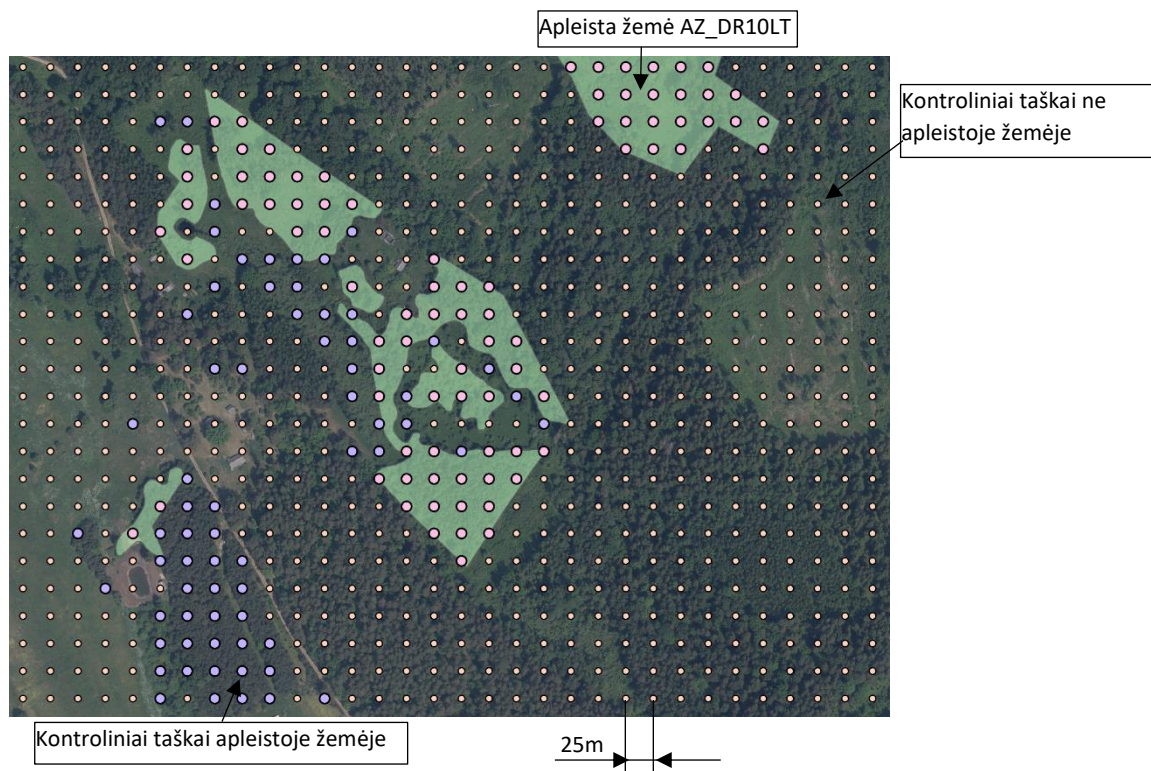 Apleista žemė AZ_DR10LT
Kontroliniai taškai ne
apleistoje žemėje
Kontroliniai taškai apleistoje žemėje
25m